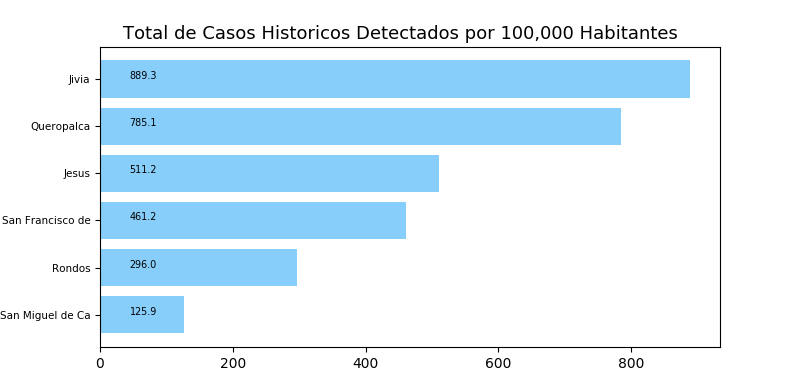 Total de Casos Historicos Detectados por 100,000 Habitantes
Jivia 889.3
Queropalca 785.1
Jesus 511.2
San Francisco de 461.2
Rondos 296.0
San Miguel de Ca 125.9
0 200 400 600 800